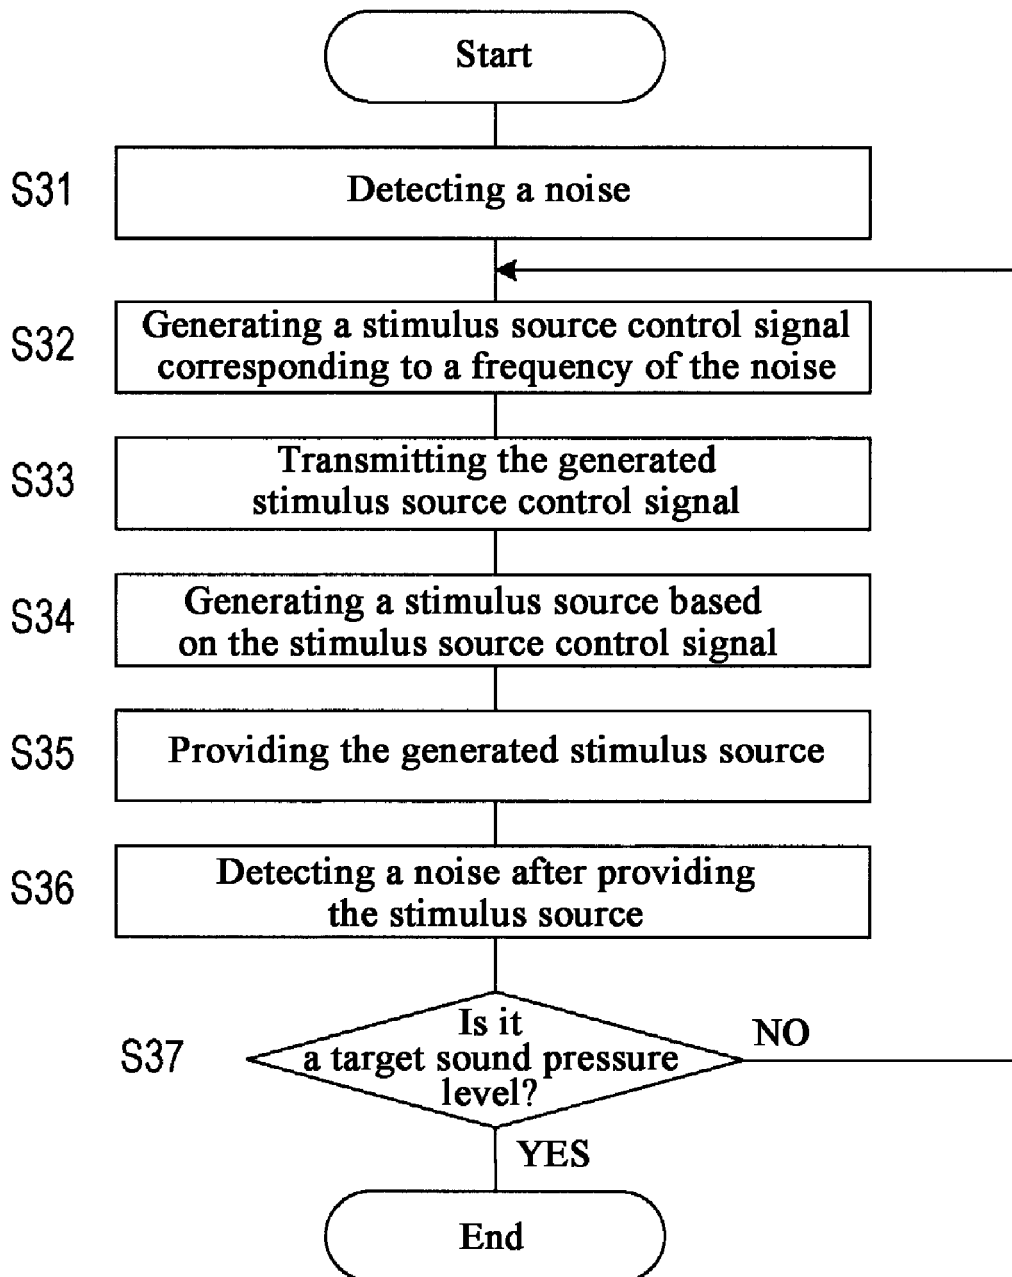 Start
S31
Detecting a noise
S32
Generating a stimulus source control signal
corresponding to a frequency of the noise
S33
Transmitting the generated
stimulus source control signal
S34
Generating a stimulus source based
on the stimulus source control signal
S35
Providing the generated stimulus source
S36
Detecting a noise after providing
the stimulus source
S37
Is it
a target sound pressure
level?
NO
YES
End